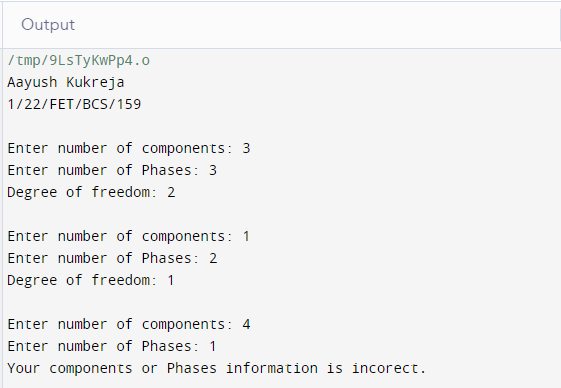 Output
/tmp/9LsTyKwPp4.o
Aayush Kukreja
1/22/FET/BCS/159
Enter number of components: 3
Enter number of Phases: 3
Degree of freedom: 2
Enter number of components: 1
Enter number of Phases: 2
Degree of freedom: 1
Enter number of components: 4
Enter number of Phases: 1
Your components or Phases information is incorect.